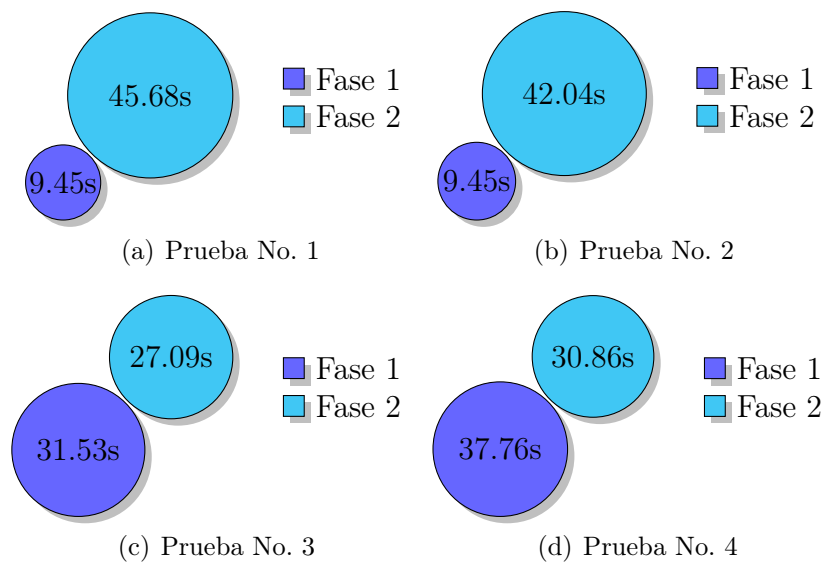 45.68s
9.45s
Fase 1
Fase 2
(a) Prueba No. 1
42.04s
9.45s
Fase 1
Fase 2
(b) Prueba No. 2
27.09s
31.53s
Fase 1
Fase 2
(c) Prueba No. 3
30.86s
37.76s
Fase 1
Fase 2
(d) Prueba No. 4